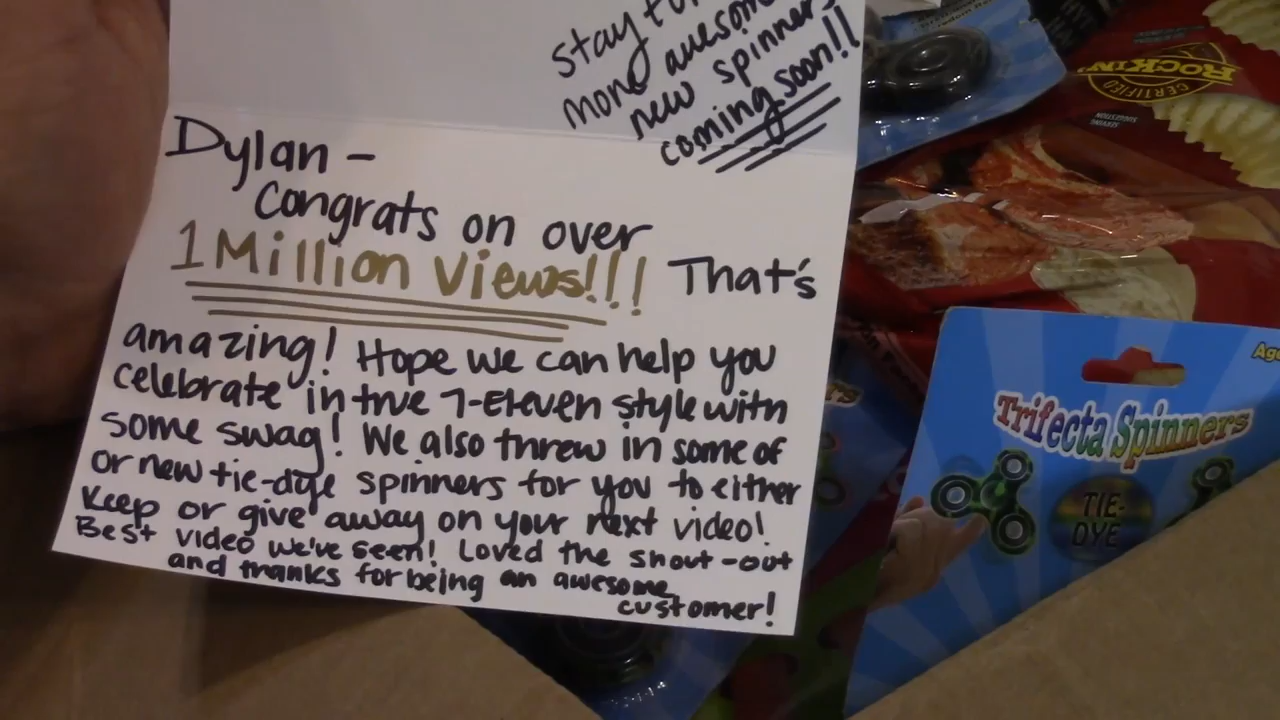 stay
more awesome
new spinners
coming soon!!
Dylan -
Congrats on over
1 Million Views!!! That's
amazing! Hope we can help you
celebrate in true 7-Eleven style with
some swag! We also threw in some of
or new tie-dye spinners for you to either
keep or give away on your next video!
Best video we've seen! Loved the shout-out
and thanks for being an awesome
customer!
CERTIFIED
ROCKIN'
SERVING
SUGGESTION
Trifecta Spinners
TIE-
DYE